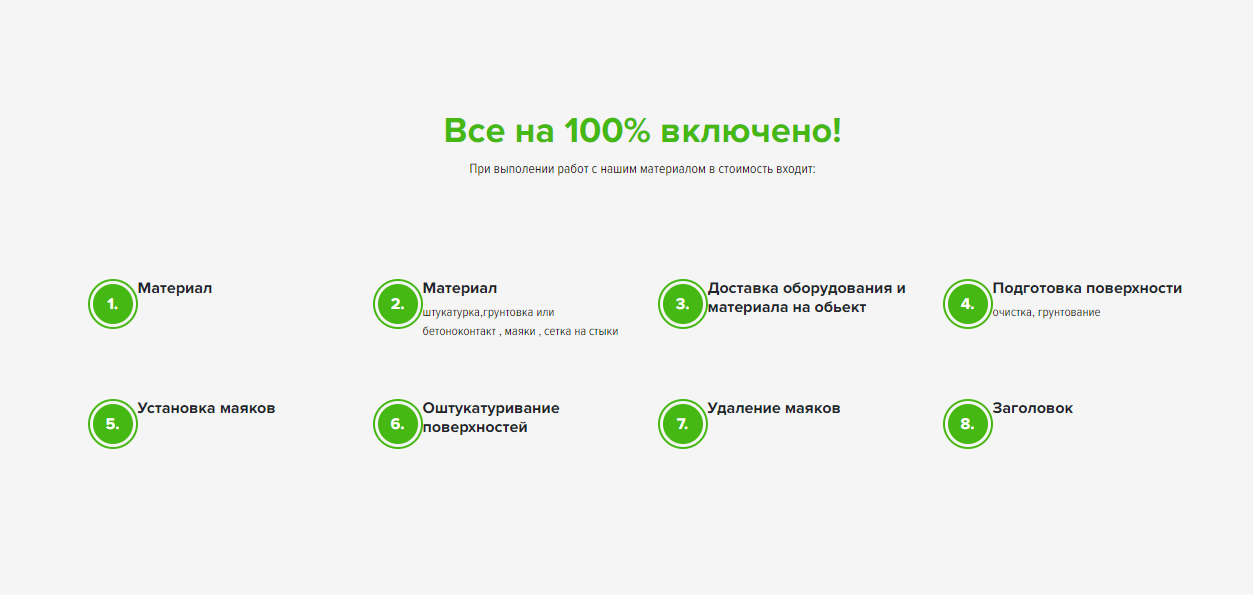 Все на 100% включено!
При выполении работ с нашим материалом в стоимость входит:
1. Материал
2. Материал
штукатурка,грунтовка или
бетоноконтакт , маяки , сетка на стыки
3. Доставка оборудования и
материала на обьект
4. Подготовка поверхности
очистка, грунтование
5. Установка маяков
6. Оштукатуривание
поверхностей
7. Удаление маяков
8. Заголовок